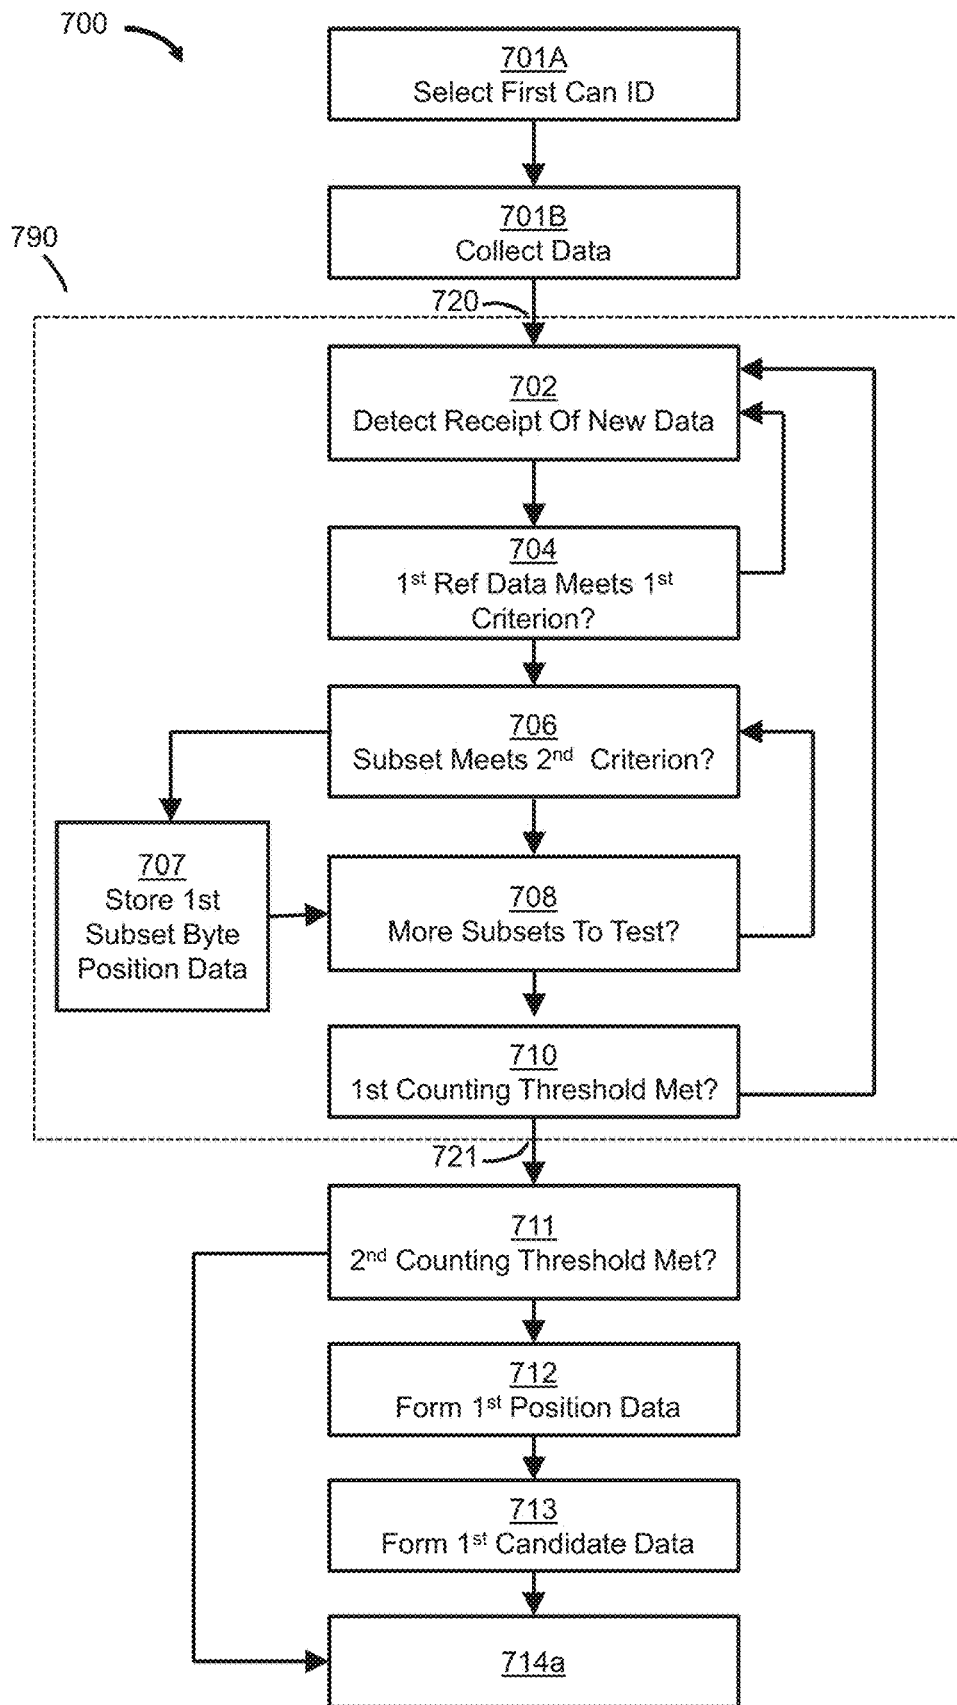 700
701A
Select First Can ID
701B
Collect Data
790
720
702
Detect Receipt Of New Data
704
1st Ref Data Meets 1st
Criterion?
706
Subset Meets 2nd Criterion?
707
Store 1st
Subset Byte
Position Data
708
More Subsets To Test?
710
1st Counting Threshold Met?
721
711
2nd Counting Threshold Met?
712
Form 1st Position Data
713
Form 1st Candidate Data
714a